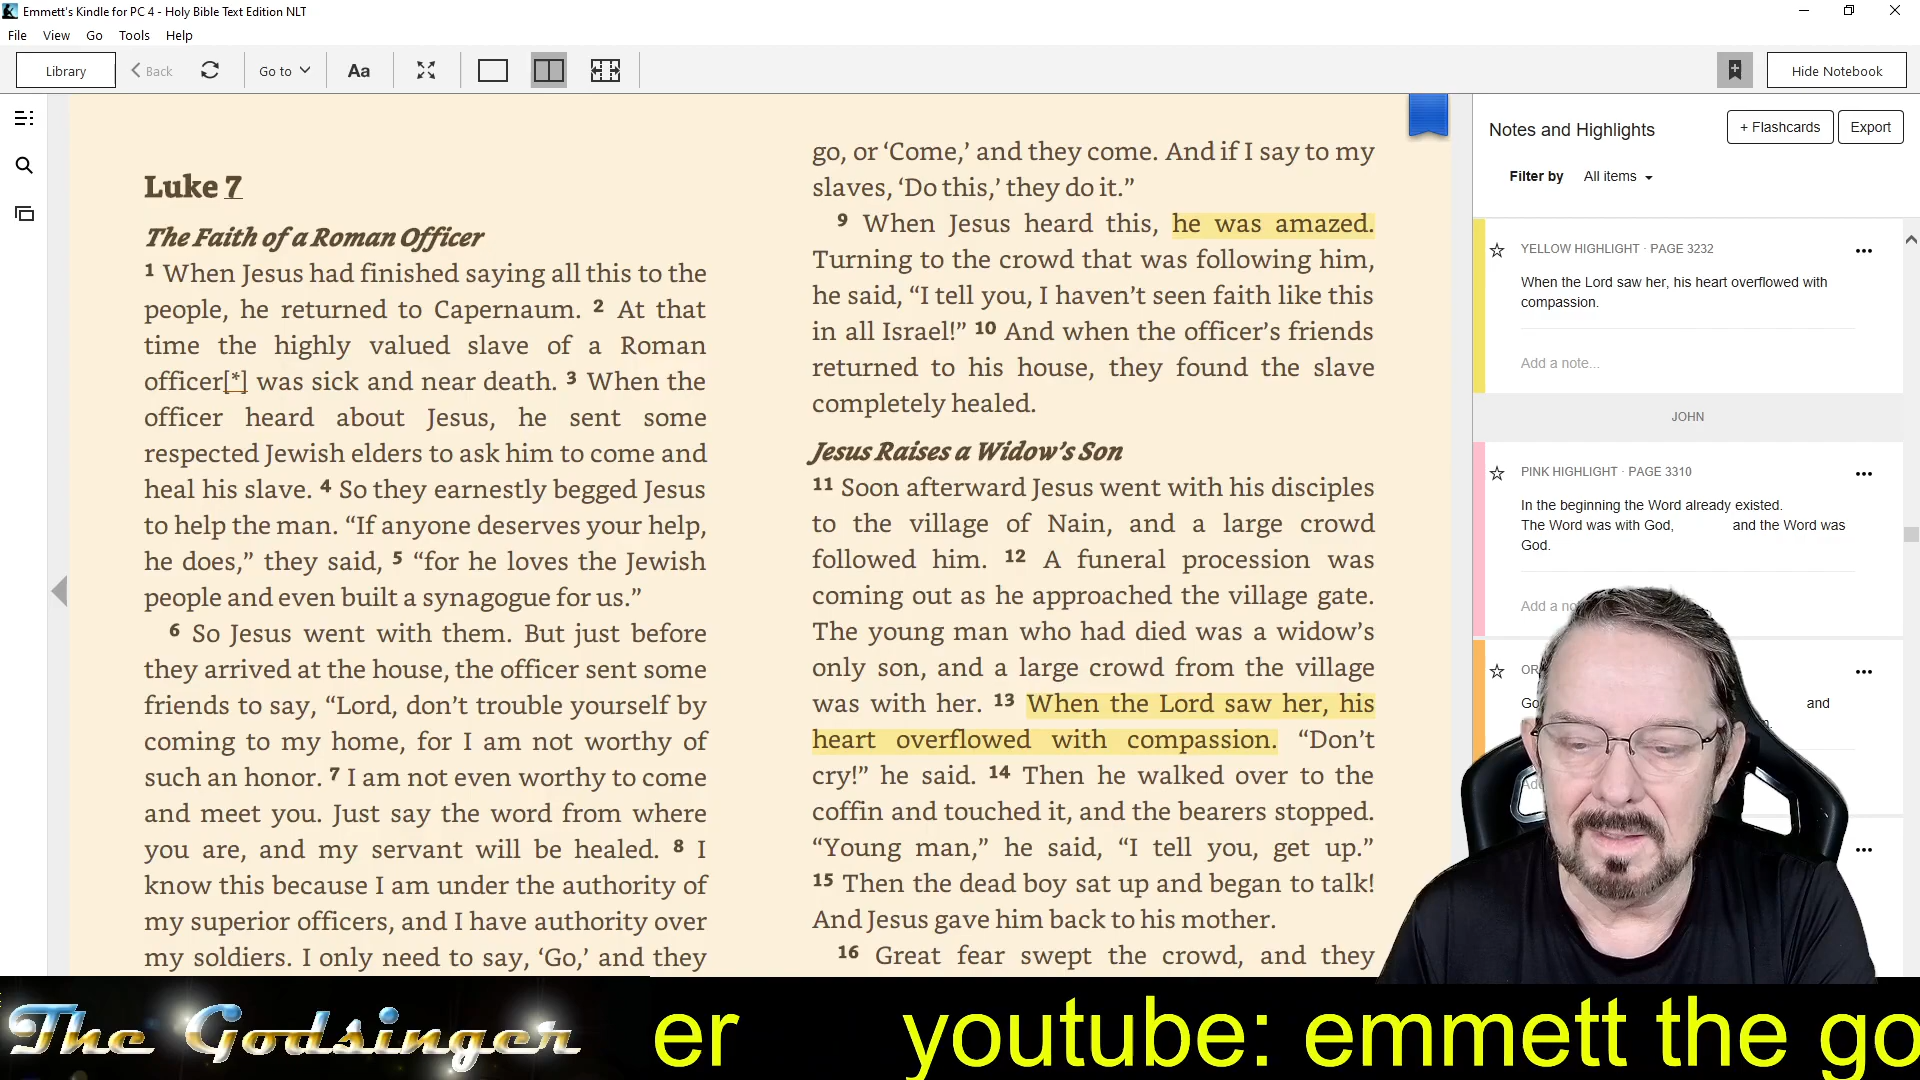 Emmett's Kindle for PC 4 - Holy Bible Text Edition NLT
File View Go Tools Help
Library Back Go to Aa Hide Notebook
Luke 7
The Faith of a Roman Officer
1 When Jesus had finished saying all this to the
people, he returned to Capernaum. 2 At that
time the highly valued slave of a Roman
officer[*] was sick and near death. 3 When the
officer heard about Jesus, he sent some
respected Jewish elders to ask him to come and
heal his slave. 4 So they earnestly begged Jesus
to help the man. “If anyone deserves your help,
he does,” they said, 5 “for he loves the Jewish
people and even built a synagogue for us.”
6 So Jesus went with them. But just before
they arrived at the house, the officer sent some
friends to say, “Lord, don’t trouble yourself by
coming to my home, for I am not worthy of
such an honor. 7 I am not even worthy to come
and meet you. Just say the word from where
you are, and my servant will be healed. 8 I
know this because I am under the authority of
my superior officers, and I have authority over
my soldiers. I only need to say, ‘Go,’ and they
go, or ‘Come,’ and they come. And if I say to my
slaves, ‘Do this,’ they do it.”
9 When Jesus heard this, he was amazed.
Turning to the crowd that was following him,
he said, “I tell you, I haven’t seen faith like this
in all Israel!” 10 And when the officer’s friends
returned to his house, they found the slave
completely healed.
Jesus Raises a Widow’s Son
11 Soon afterward Jesus went with his disciples
to the village of Nain, and a large crowd
followed him. 12 A funeral procession was
coming out as he approached the village gate.
The young man who had died was a widow’s
only son, and a large crowd from the village
was with her. 13 When the Lord saw her, his
heart overflowed with compassion. “Don’t
cry!” he said. 14 Then he walked over to the
coffin and touched it, and the bearers stopped.
“Young man,” he said, “I tell you, get up.”
15 Then the dead boy sat up and began to talk!
And Jesus gave him back to his mother.
16 Great fear swept the crowd, and they
Notes and Highlights + Flashcards Export
Filter by All items
YELLOW HIGHLIGHT · PAGE 3232
When the Lord saw her, his heart overflowed with
compassion.
Add a note...
JOHN
PINK HIGHLIGHT · PAGE 3310
In the beginning the Word already existed.
The Word was with God, and the Word was
God.
Add a no
OR
Go and
The Godsinger er youtube: emmett the go